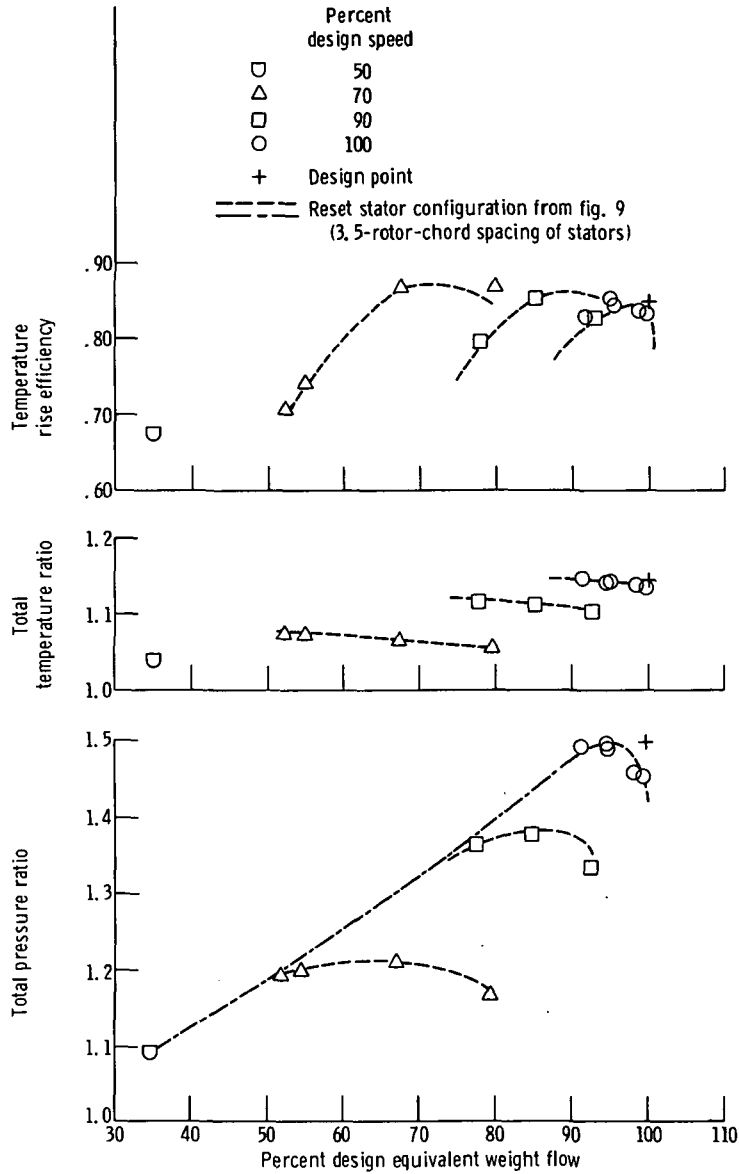 Percent
design speed
50
70
90
100
+ Design point
Reset stator configuration from fig. 9
(3.5-rotor-chord spacing of stators)
Temperature
rise efficiency
.90
.80
.70
.60
Total
temperature ratio
1.2
1.1
1.0
Total pressure ratio
1.5
1.4
1.3
1.2
1.1
1.0
30 40 50 60 70 80 90 100 110
Percent design equivalent weight flow